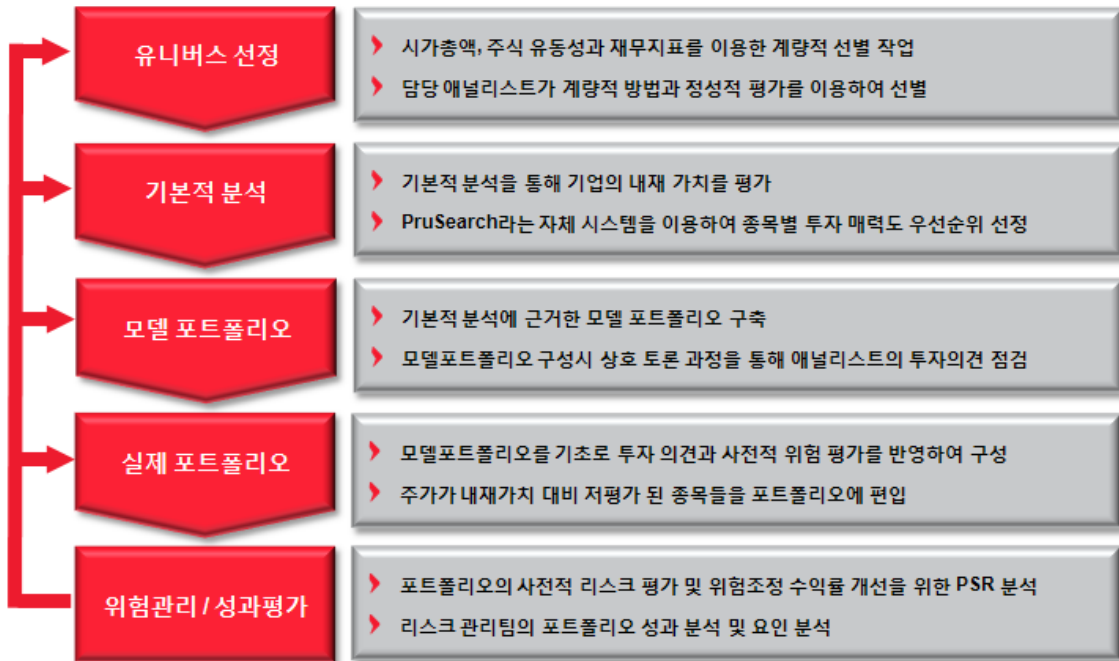 유니버스 선정
시가총액, 주식 유동성과 재무지표를 이용한 계량적 선별 작업
담당 애널리스트가 계량적 방법과 정성적 평가를 이용하여 선별
기본적 분석
기본적 분석을 통해 기업의 내재 가치를 평가
PruSearch라는 자체 시스템을 이용하여 종목별 투자 매력도 우선순위 선정
모델 포트폴리오
기본적 분석에 근거한 모델 포트폴리오 구축
모델포트폴리오 구성시 상호 토론 과정을 통해 애널리스트의 투자의견 점검
실제 포트폴리오
모델포트폴리오를 기초로 투자 의견과 사전적 위험 평가를 반영하여 구성
주가가 내재가치 대비 저평가 된 종목들을 포트폴리오에 편입
위험관리 / 성과평가
포트폴리오의 사전적 리스크 평가 및 위험조정 수익률 개선을 위한 PSR 분석
리스크 관리팀의 포트폴리오 성과 분석 및 요인 분석